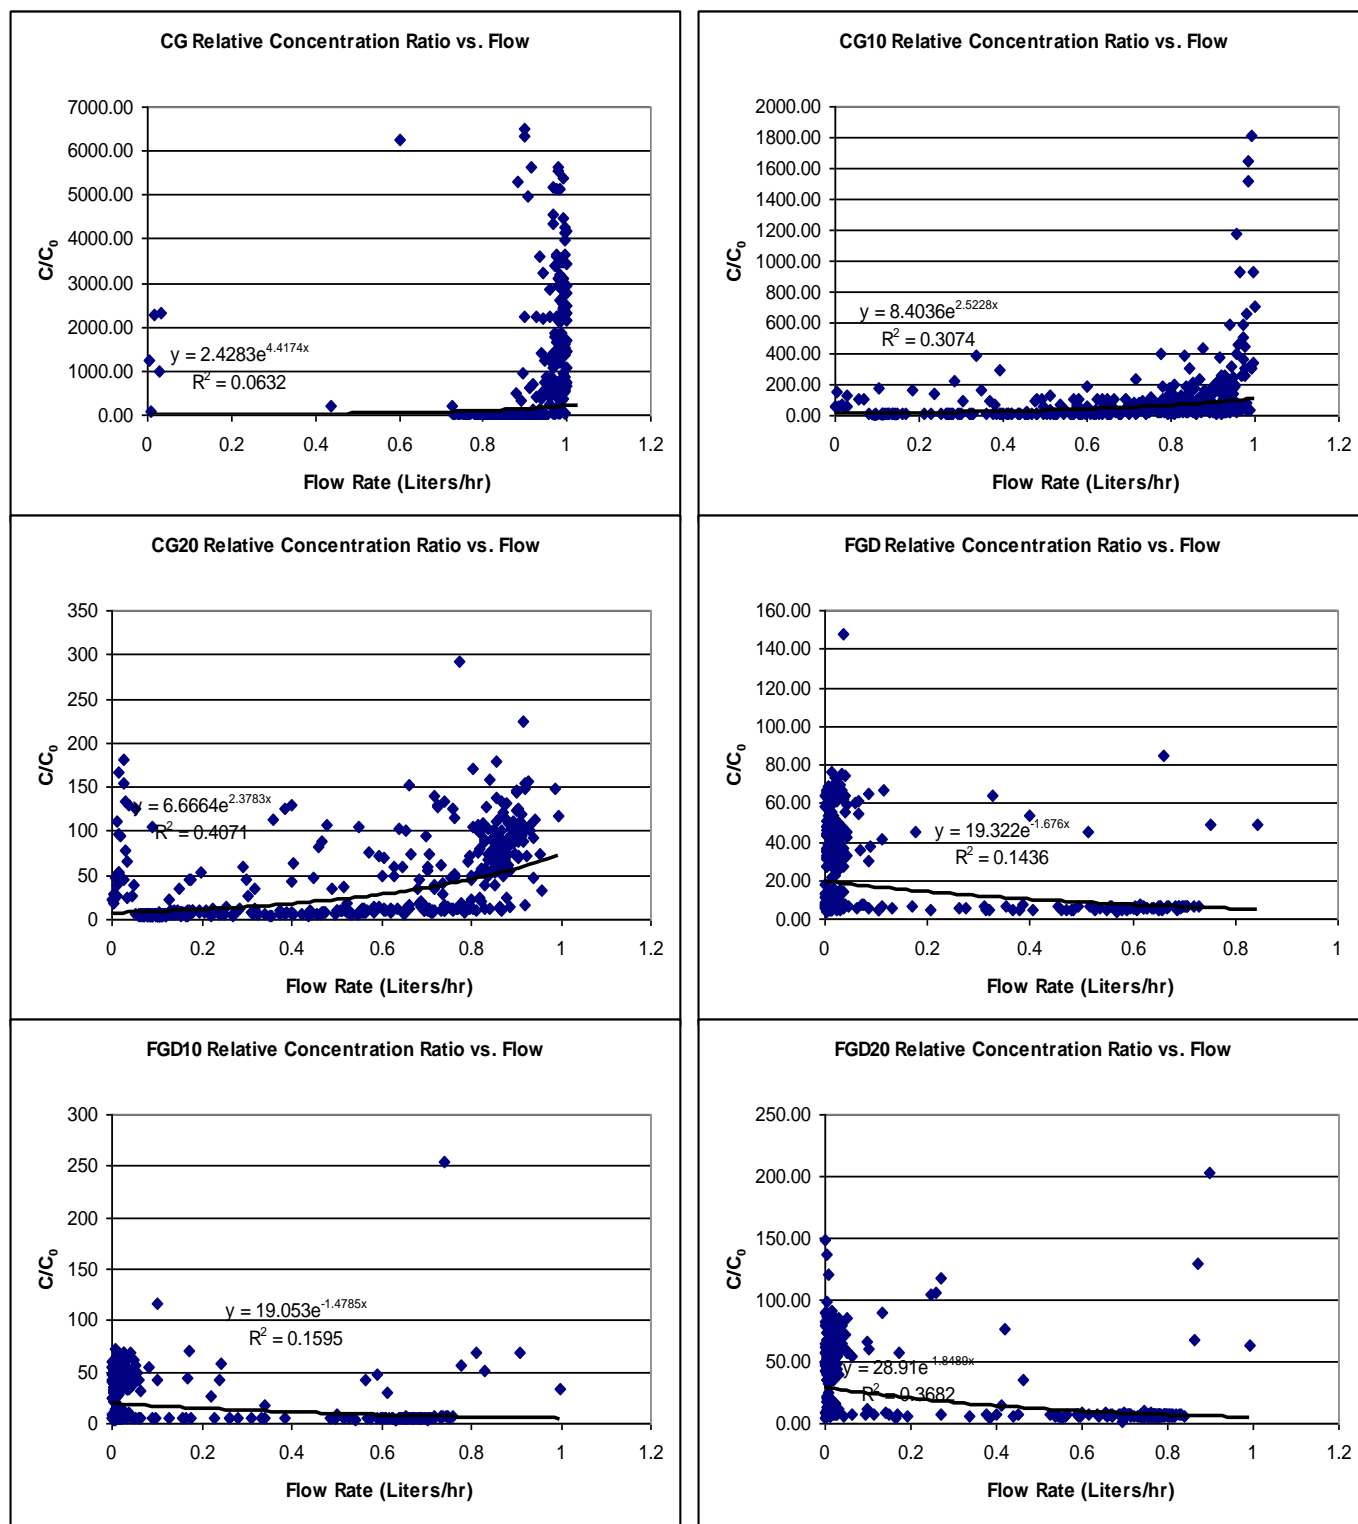 CG Relative Concentration Ratio vs. Flow
7000.00
6000.00
5000.00
4000.00
3000.00
2000.00
1000.00
0.00
C/C₀
y = 2.4283e^4.4174x
R² = 0.0632
0 0.2 0.4 0.6 0.8 1 1.2
Flow Rate (Liters/hr)
CG10 Relative Concentration Ratio vs. Flow
2000.00
1800.00
1600.00
1400.00
1200.00
1000.00
800.00
600.00
400.00
200.00
0.00
C/C₀
y = 8.4036e^2.5228x
R² = 0.3074
0 0.2 0.4 0.6 0.8 1 1.2
Flow Rate (Liters/hr)
CG20 Relative Concentration Ratio vs. Flow
350
300
250
200
150
100
50
0
C/C₀
y = 6.6664e^2.3783x
R² = 0.4071
0 0.2 0.4 0.6 0.8 1 1.2
Flow Rate (Liters/hr)
FGD Relative Concentration Ratio vs. Flow
160.00
140.00
120.00
100.00
80.00
60.00
40.00
20.00
0.00
C/C₀
y = 19.322e^-1.676x
R² = 0.1436
0 0.2 0.4 0.6 0.8 1
Flow Rate (Liters/hr)
FGD10 Relative Concentration Ratio vs. Flow
300
250
200
150
100
50
0
C/C₀
y = 19.053e^-1.4785x
R² = 0.1595
0 0.2 0.4 0.6 0.8 1 1.2
Flow Rate (Liters/hr)
FGD20 Relative Concentration Ratio vs. Flow
250.00
200.00
150.00
100.00
50.00
0.00
C/C₀
y = 28.91e^-1.8489x
R² = 0.3682
0 0.2 0.4 0.6 0.8 1 1.2
Flow Rate (Liters/hr)